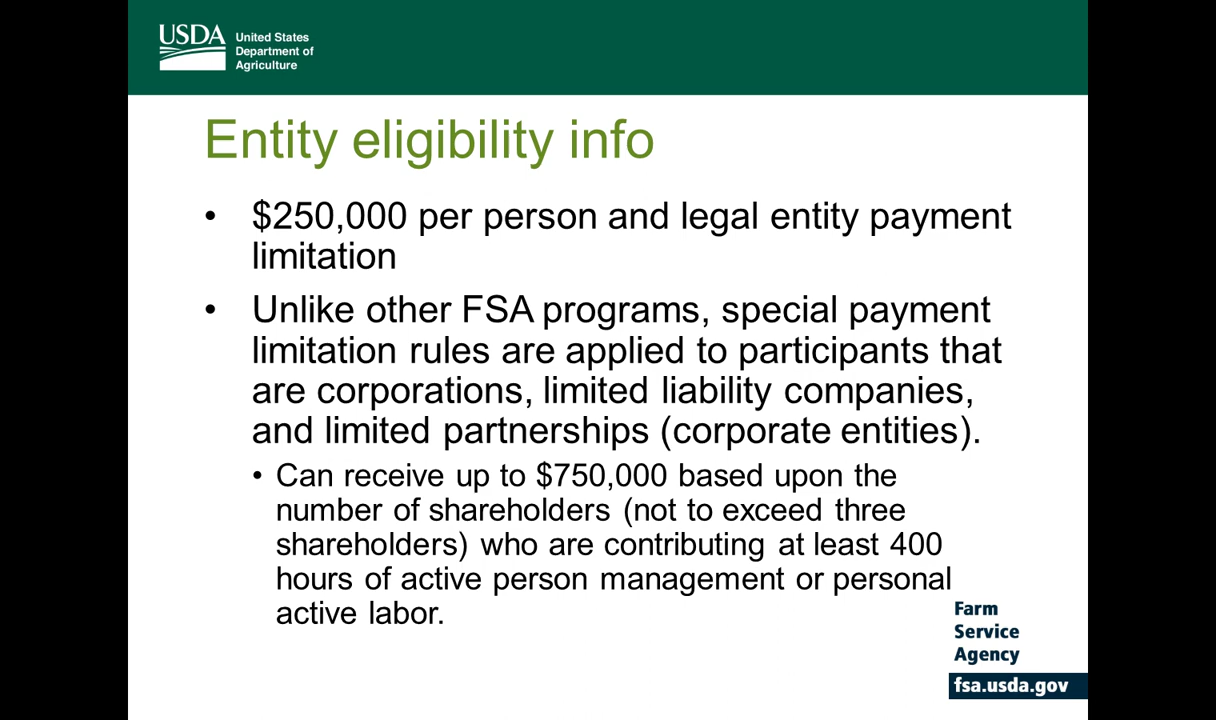 USDA
United States
Department of
Agriculture
Entity eligibility info
• $250,000 per person and legal entity payment
limitation
• Unlike other FSA programs, special payment
limitation rules are applied to participants that
are corporations, limited liability companies,
and limited partnerships (corporate entities).
• Can receive up to $750,000 based upon the
number of shareholders (not to exceed three
shareholders) who are contributing at least 400
hours of active person management or personal
active labor.
Farm
Service
Agency
fsa.usda.gov